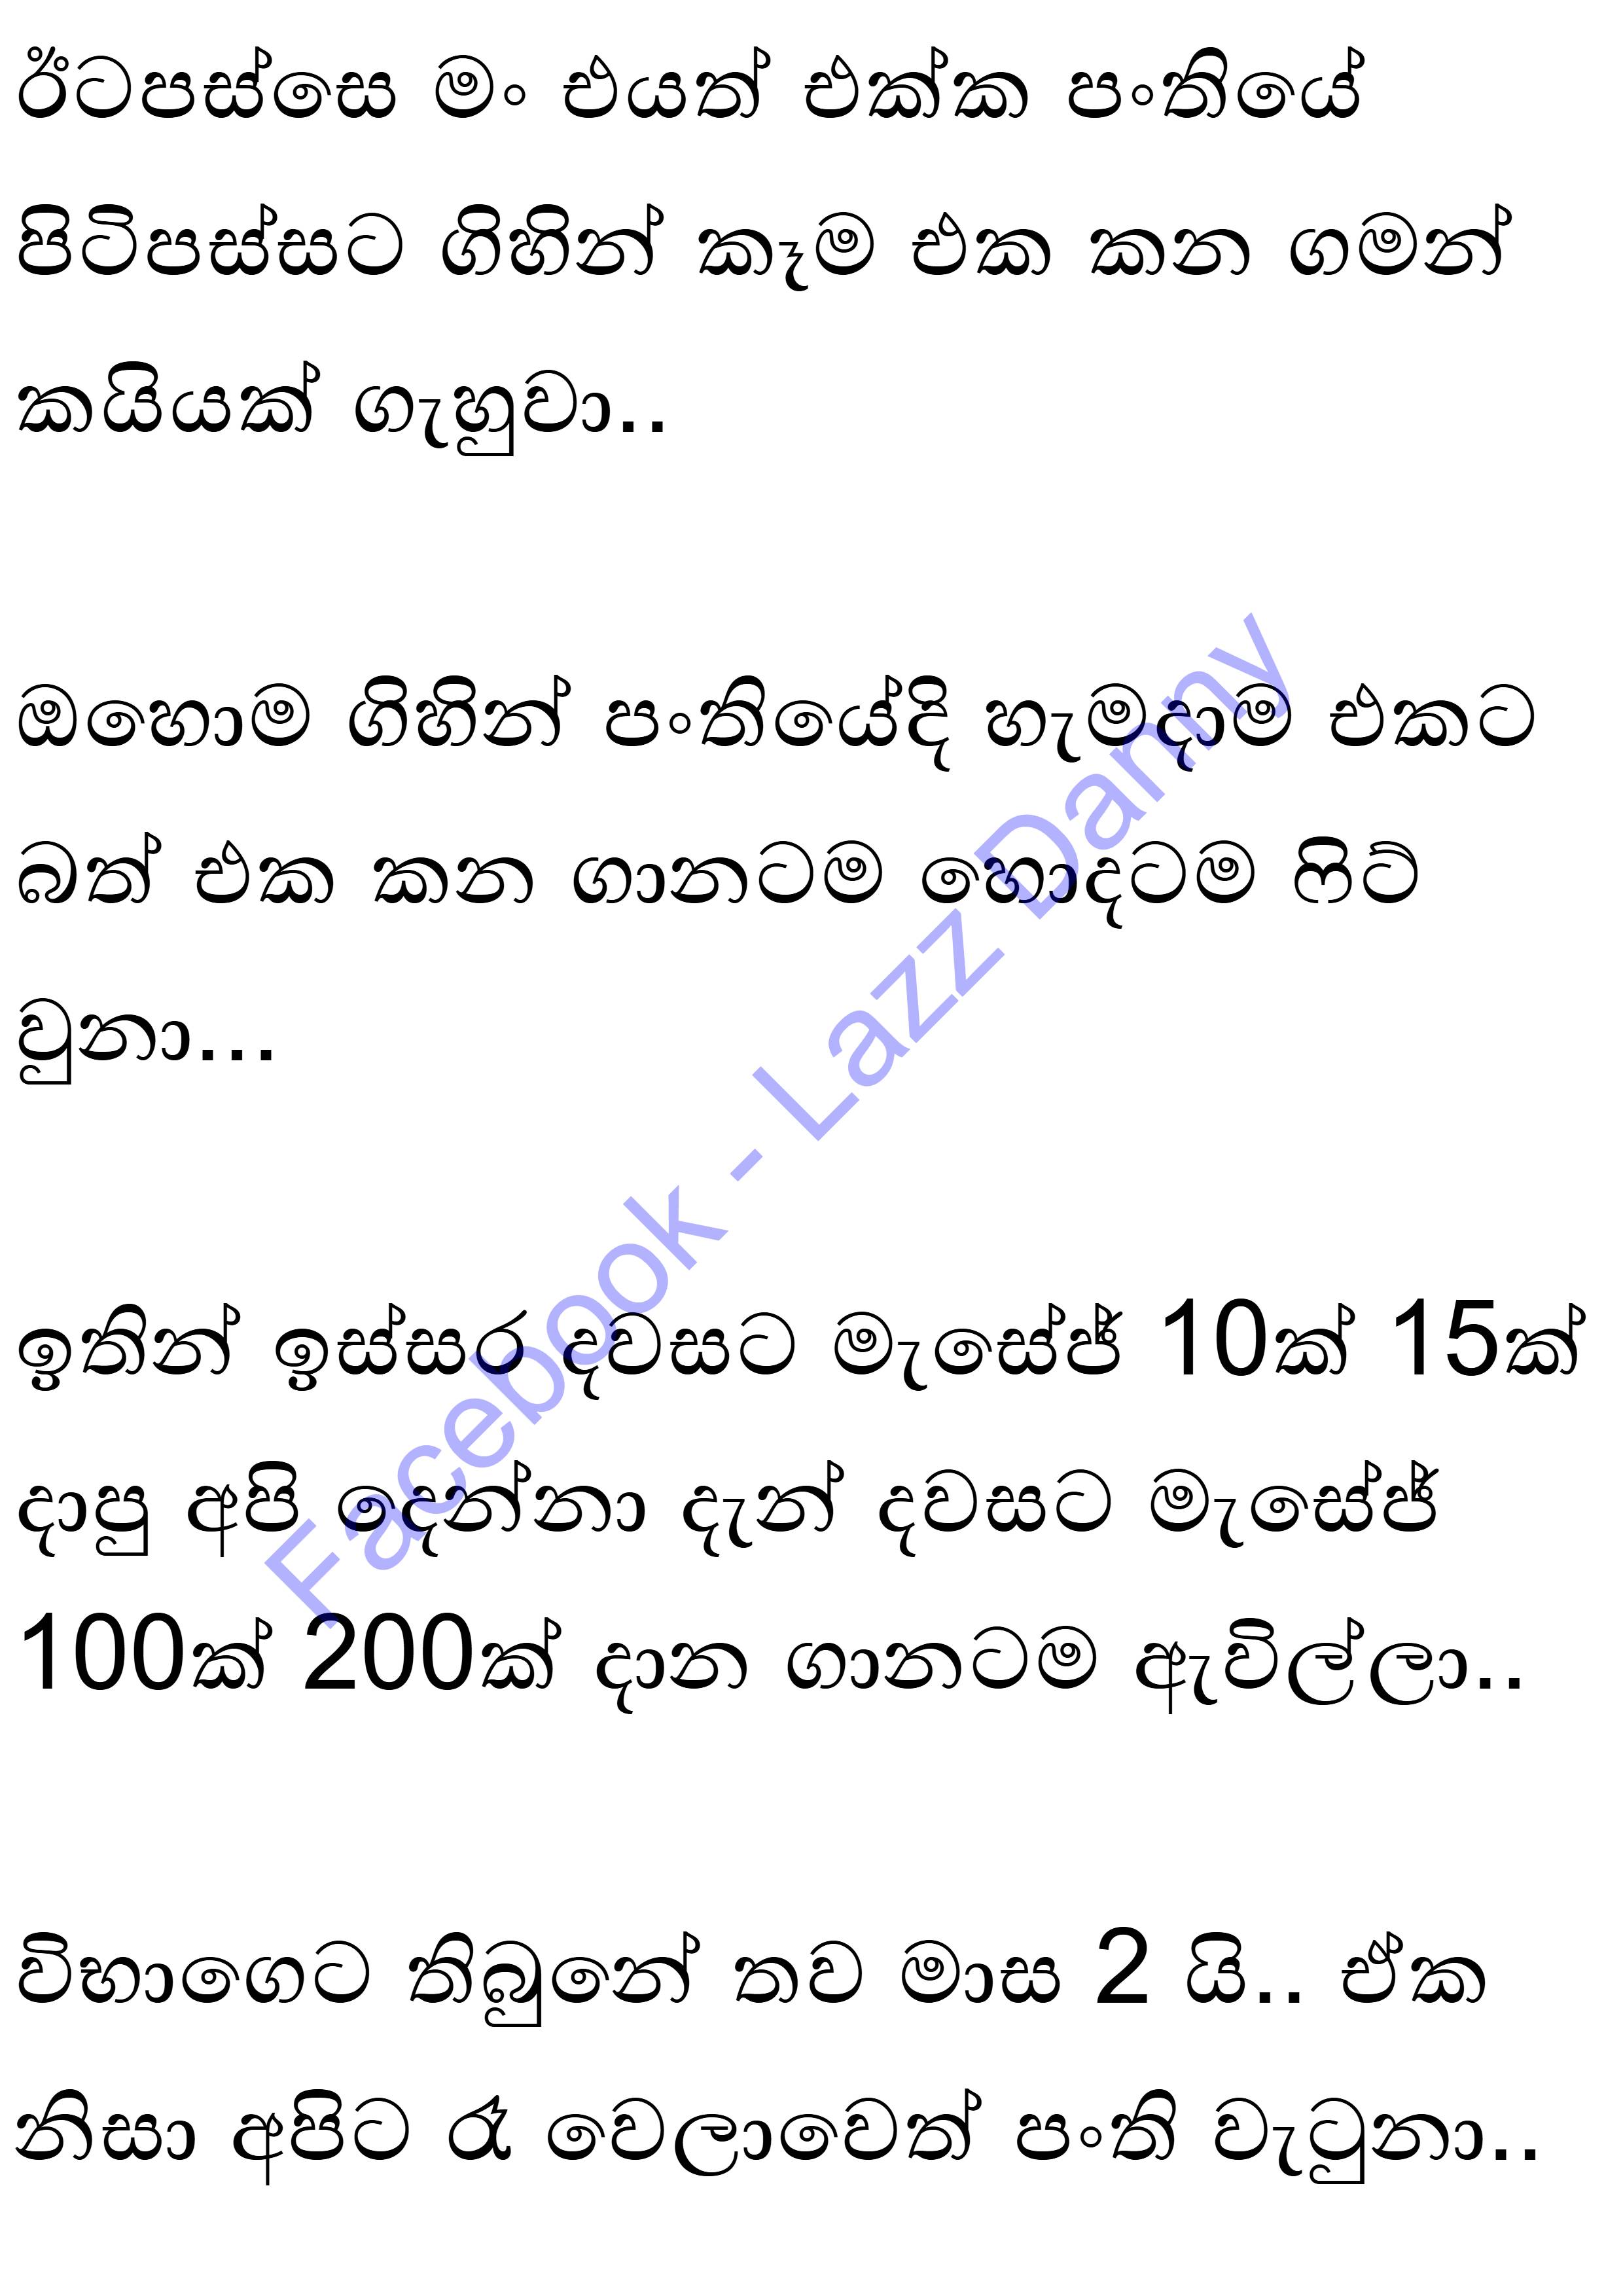 ඊටපස්සෙ මං එයත් එක්ක පංතියේ
පිටිපස්සට ගිහින් කෑම එක කන ගමන්
කයියක් ගැහුවා..
ඔහොම ගිහින් පංතියේදි හැමදාම එකට
බත් එක කන ගානටම හොදටම ෆිට්
වුනා...
ඉතින් ඉස්සර දවසට මැසේජ් 10ක් 15ක්
දාපු අපි දෙන්නා දැන් දවසට මැසේජ්
100ක් 200ක් දාන ගානටම ඇවිල්ලා..
විභාගෙට තිබුනේ තව මාස 2 යි.. ඒක
නිසා අපිට රෑ වෙලාවෙත් පංති වැටුනා..
Facebook - Lazz Danny